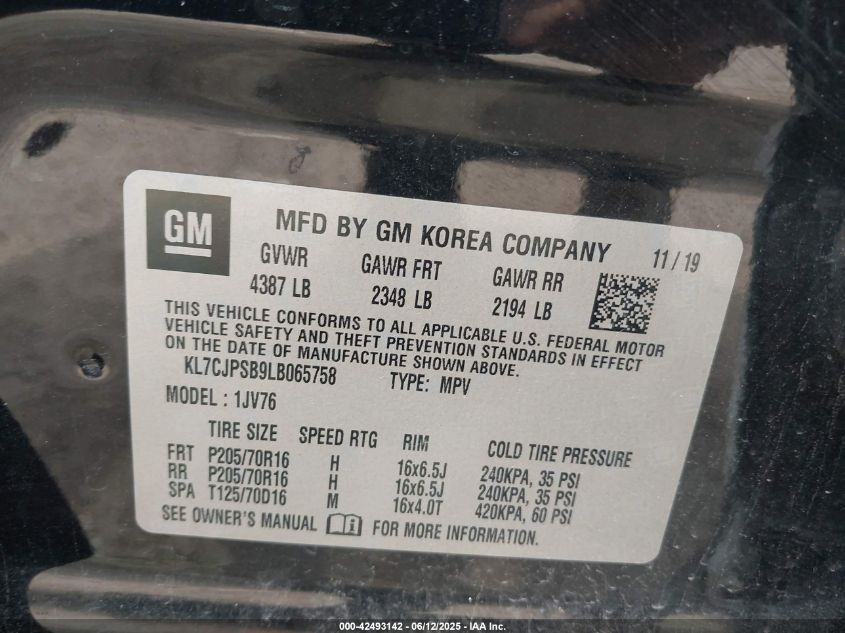 GM
MFD BY GM KOREA COMPANY 11/19
GVWR GAWR FRT GAWR RR
4387 LB 2348 LB 2194 LB
THIS VEHICLE CONFORMS TO ALL APPLICABLE U.S. FEDERAL MOTOR
VEHICLE SAFETY AND THEFT PREVENTION STANDARDS IN EFFECT
ON THE DATE OF MANUFACTURE SHOWN ABOVE.
KL7CJPSB9LB065758 TYPE: MPV
MODEL : 1JV76
TIRE SIZE SPEED RTG RIM COLD TIRE PRESSURE
FRT P205/70R16 H 16x6.5J 240KPA, 35 PSI
RR P205/70R16 H 16x6.5J 240KPA, 35 PSI
SPA T125/70D16 M 16x4.0T 420KPA, 60 PSI
SEE OWNER'S MANUAL FOR MORE INFORMATION.
000-42493142 - 06/12/2025 - IAA Inc.